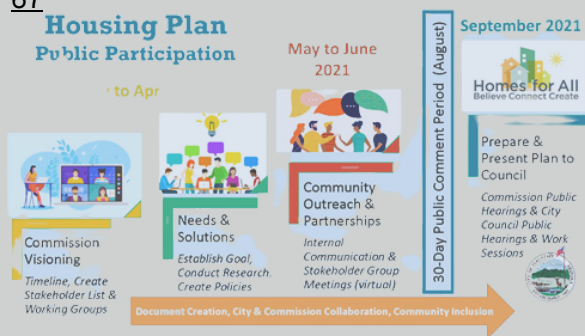 67
Housing Plan
Public Participation
to Apr
May to June
2021
September 2021
Homes for All
Believe Connect Create
30-Day Public Comment Period (August)
Commission
Visioning
Timeline, Create
Stakeholder List &
Working Groups
Needs &
Solutions
Establish Goal,
Conduct Research.
Create Policies
Community
Outreach &
Partnerships
Internal
Communication &
Stakeholder Group
Meetings (virtual)
Prepare &
Present Plan to
Council
Commission Public
Hearings & City
Council Public
Hearings & Work
Sessions
Document Creation, City & Commission Collaboration, Community Inclusion